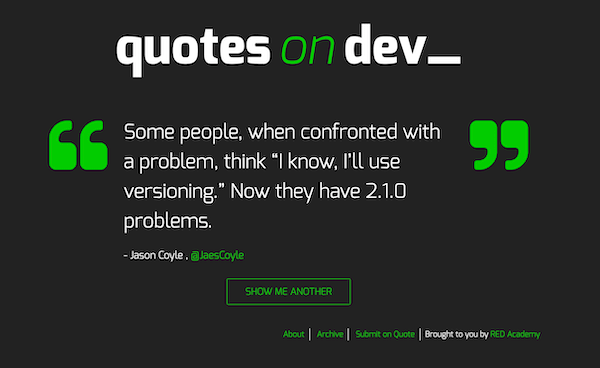 quotes on dev_
Some people, when confronted with
a problem, think “I know, I’ll use
versioning.” Now they have 2.1.0
problems.
- Jason Coyle , @JaesCoyle
SHOW ME ANOTHER
About | Archive | Submit on Quote | Brought to you by RED Academy